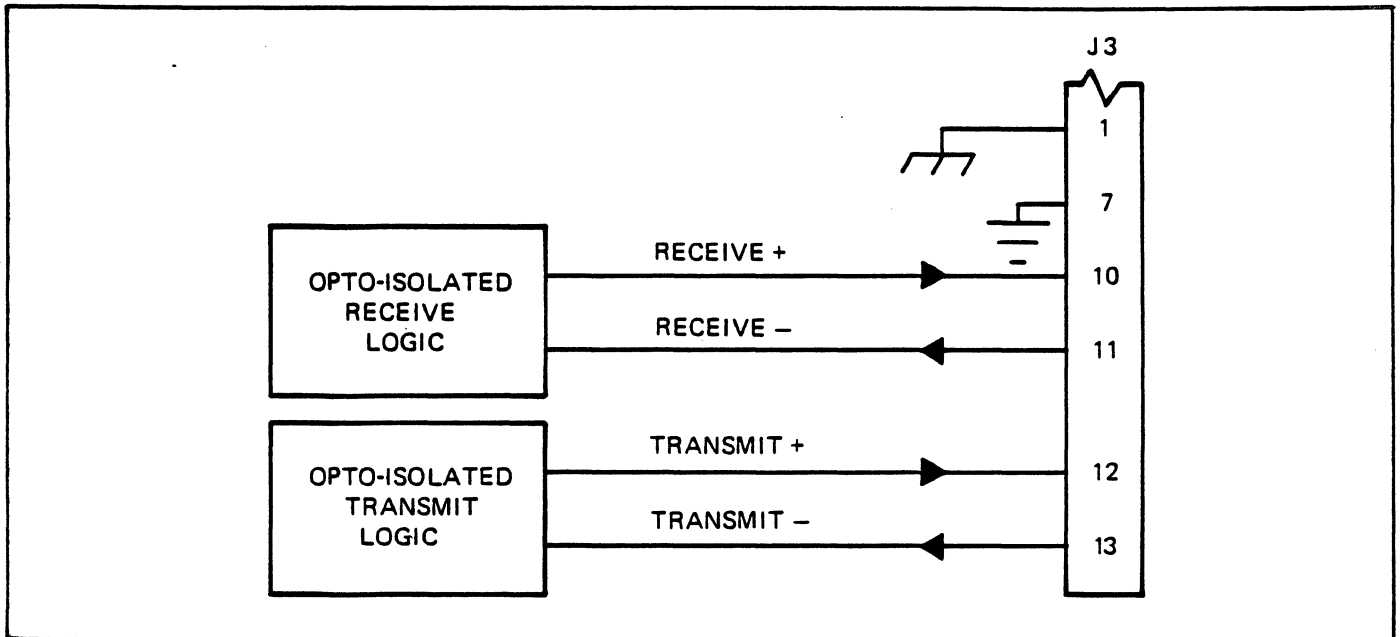 J3
1
7
OPTO-ISOLATED
RECEIVE
LOGIC
RECEIVE +
10
RECEIVE –
11
OPTO-ISOLATED
TRANSMIT
LOGIC
TRANSMIT +
12
TRANSMIT –
13